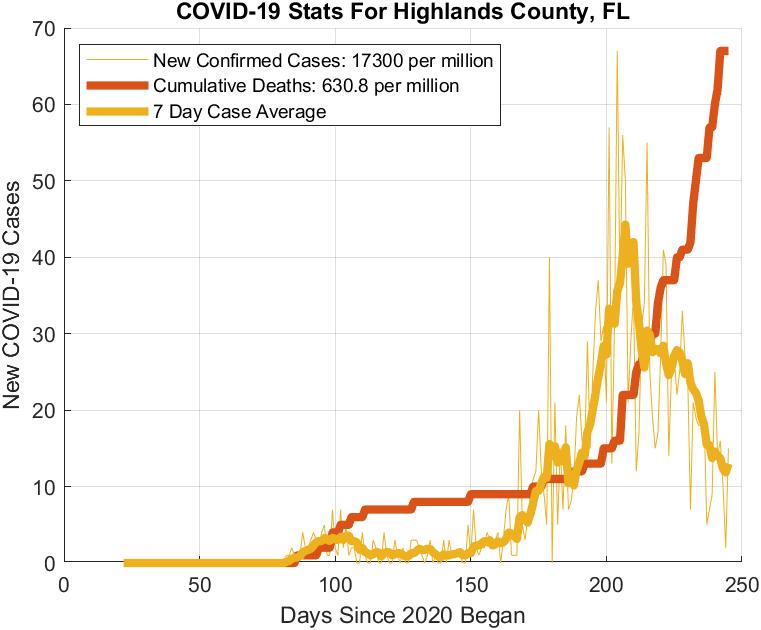 COVID-19 Stats For Highlands County, FL
New Confirmed Cases: 17300 per million
Cumulative Deaths: 630.8 per million
7 Day Case Average
70
60
50
40
30
20
10
0
New COVID-19 Cases
0 50 100 150 200 250
Days Since 2020 Began